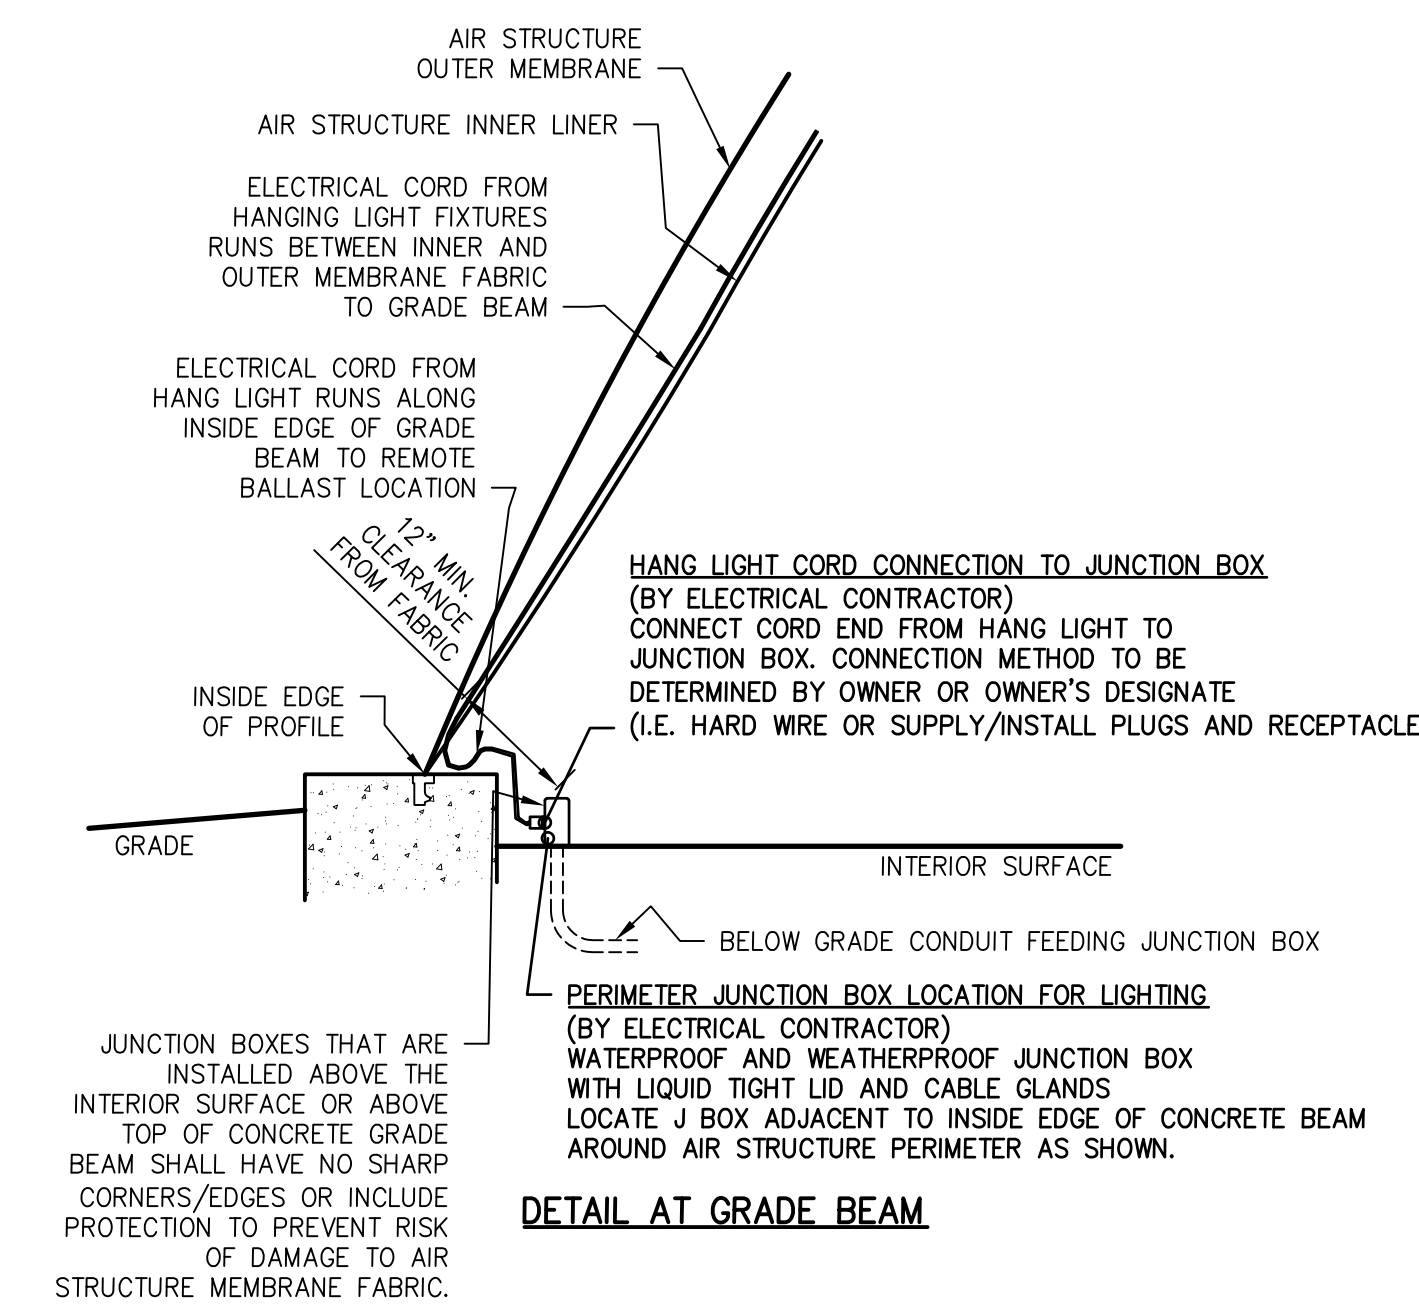 AIR STRUCTURE
OUTER MEMBRANE
AIR STRUCTURE INNER LINER
ELECTRICAL CORD FROM
HANGING LIGHT FIXTURES
RUNS BETWEEN INNER AND
OUTER MEMBRANE FABRIC
TO GRADE BEAM
ELECTRICAL CORD FROM
HANG LIGHT RUNS ALONG
INSIDE EDGE OF GRADE
BEAM TO REMOTE
BALLAST LOCATION
12" MIN.
CLEARANCE
FROM FABRIC
HANG LIGHT CORD CONNECTION TO JUNCTION BOX
(BY ELECTRICAL CONTRACTOR)
CONNECT CORD END FROM HANG LIGHT TO
JUNCTION BOX. CONNECTION METHOD TO BE
DETERMINED BY OWNER OR OWNER'S DESIGNATE
(I.E. HARD WIRE OR SUPPLY/INSTALL PLUGS AND RECEPTACLE
INSIDE EDGE
OF PROFILE
GRADE
INTERIOR SURFACE
BELOW GRADE CONDUIT FEEDING JUNCTION BOX
PERIMETER JUNCTION BOX LOCATION FOR LIGHTING
(BY ELECTRICAL CONTRACTOR)
WATERPROOF AND WEATHERPROOF JUNCTION BOX
WITH LIQUID TIGHT LID AND CABLE GLANDS
LOCATE J BOX ADJACENT TO INSIDE EDGE OF CONCRETE BEAM
AROUND AIR STRUCTURE PERIMETER AS SHOWN.
JUNCTION BOXES THAT ARE
INSTALLED ABOVE THE
INTERIOR SURFACE OR ABOVE
TOP OF CONCRETE GRADE
BEAM SHALL HAVE NO SHARP
CORNERS/EDGES OR INCLUDE
PROTECTION TO PREVENT RISK
OF DAMAGE TO AIR
STRUCTURE MEMBRANE FABRIC.
DETAIL AT GRADE BEAM